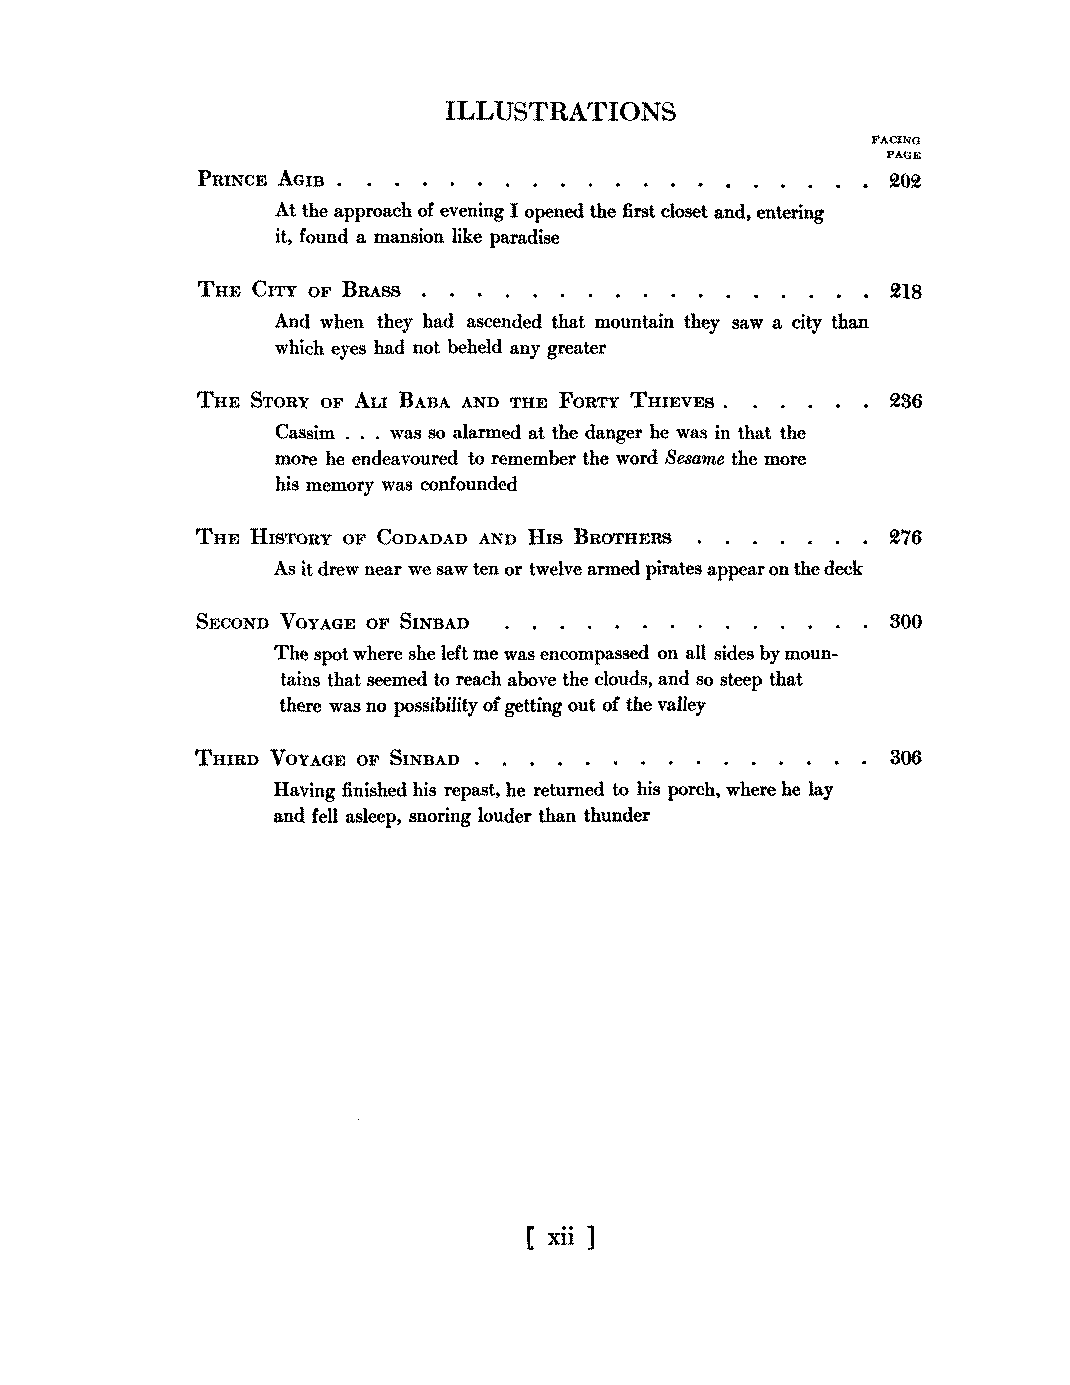 ILLUSTRATIONS
FACING
PAGE
PRINCE AGIB . . . . . . . . . . . . . . . . . . . . 202
At the approach of evening I opened the first closet and, entering
it, found a mansion like paradise
THE CITY OF BRASS . . . . . . . . . . . . . . . . . 218
And when they had ascended that mountain they saw a city than
which eyes had not beheld any greater
THE STORY OF ALI BABA AND THE FORTY THIEVES . . . . . . 236
Cassim . . . was so alarmed at the danger he was in that the
more he endeavoured to remember the word Sesame the more
his memory was confounded
THE HISTORY OF CODADAD AND HIS BROTHERS . . . . . . . 276
As it drew near we saw ten or twelve armed pirates appear on the deck
SECOND VOYAGE OF SINBAD . . . . . . . . . . . . . . 300
The spot where she left me was encompassed on all sides by moun-
tains that seemed to reach above the clouds, and so steep that
there was no possibility of getting out of the valley
THIRD VOYAGE OF SINBAD . . . . . . . . . . . . . . . 306
Having finished his repast, he returned to his porch, where he lay
and fell asleep, snoring louder than thunder
[ xii ]